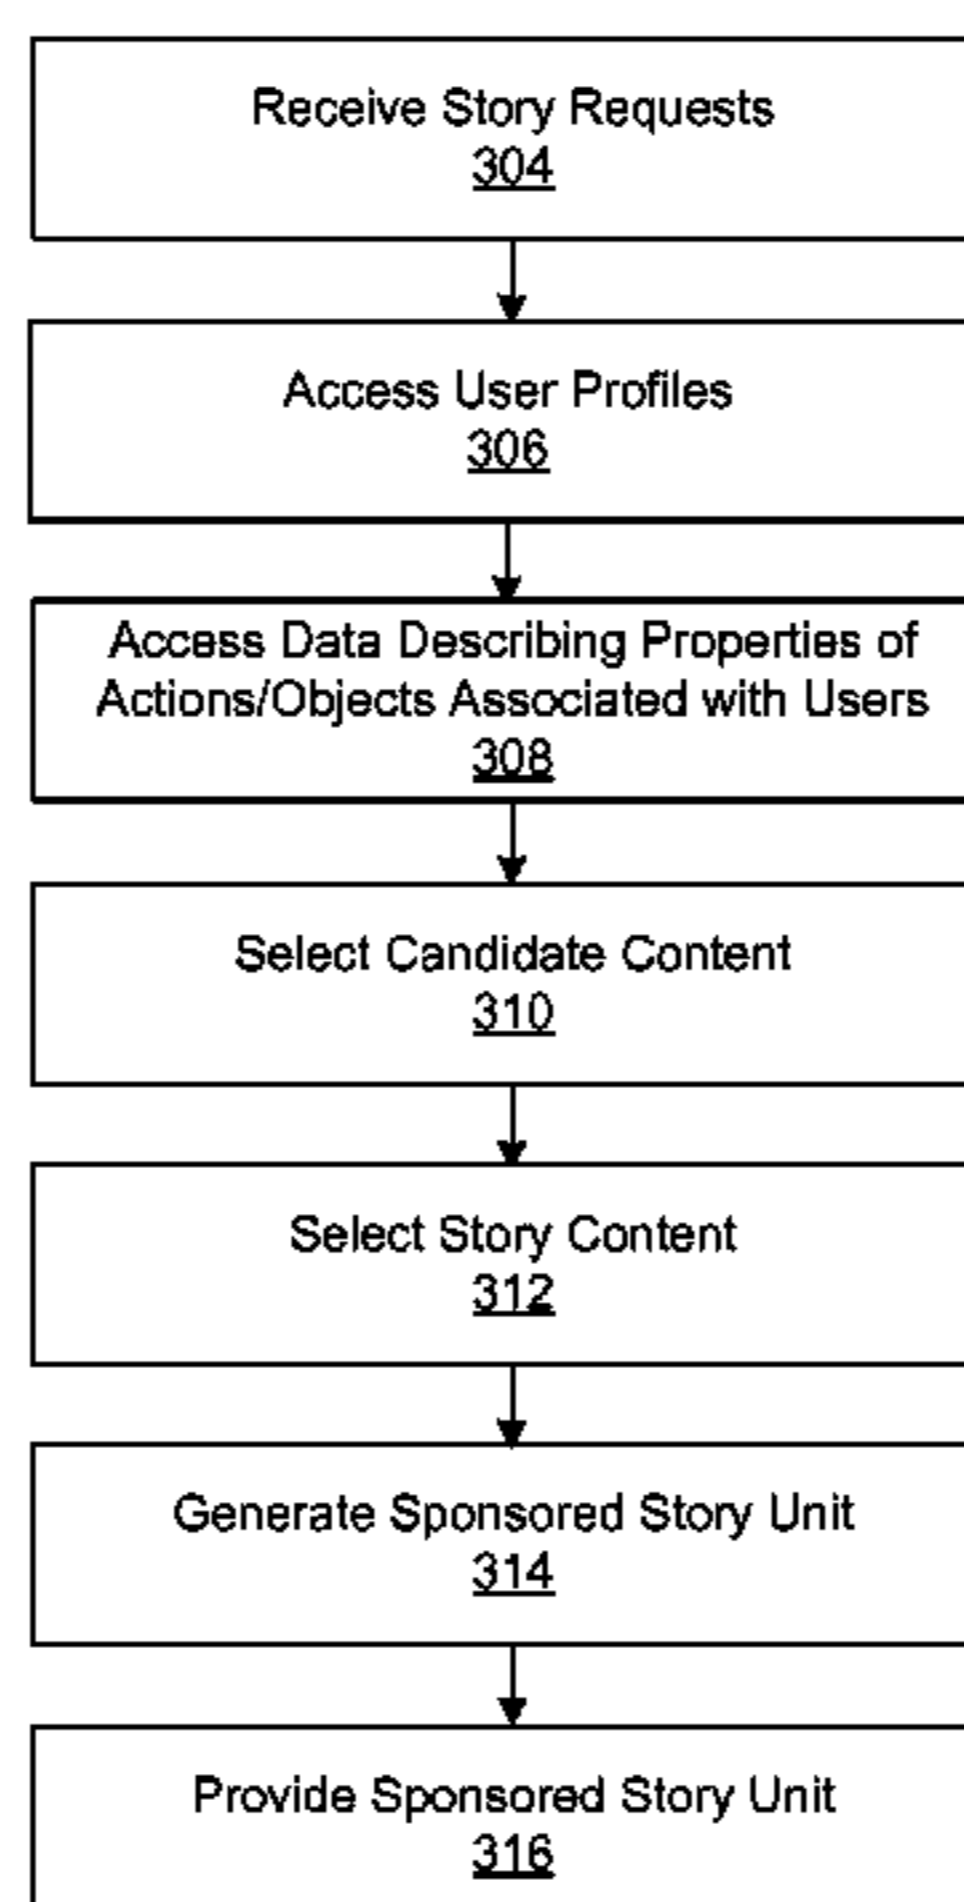 Receive Story Requests
304
Access User Profiles
306
Access Data Describing Properties of
Actions/Objects Associated with Users
308
Select Candidate Content
310
Select Story Content
312
Generate Sponsored Story Unit
314
Provide Sponsored Story Unit
316